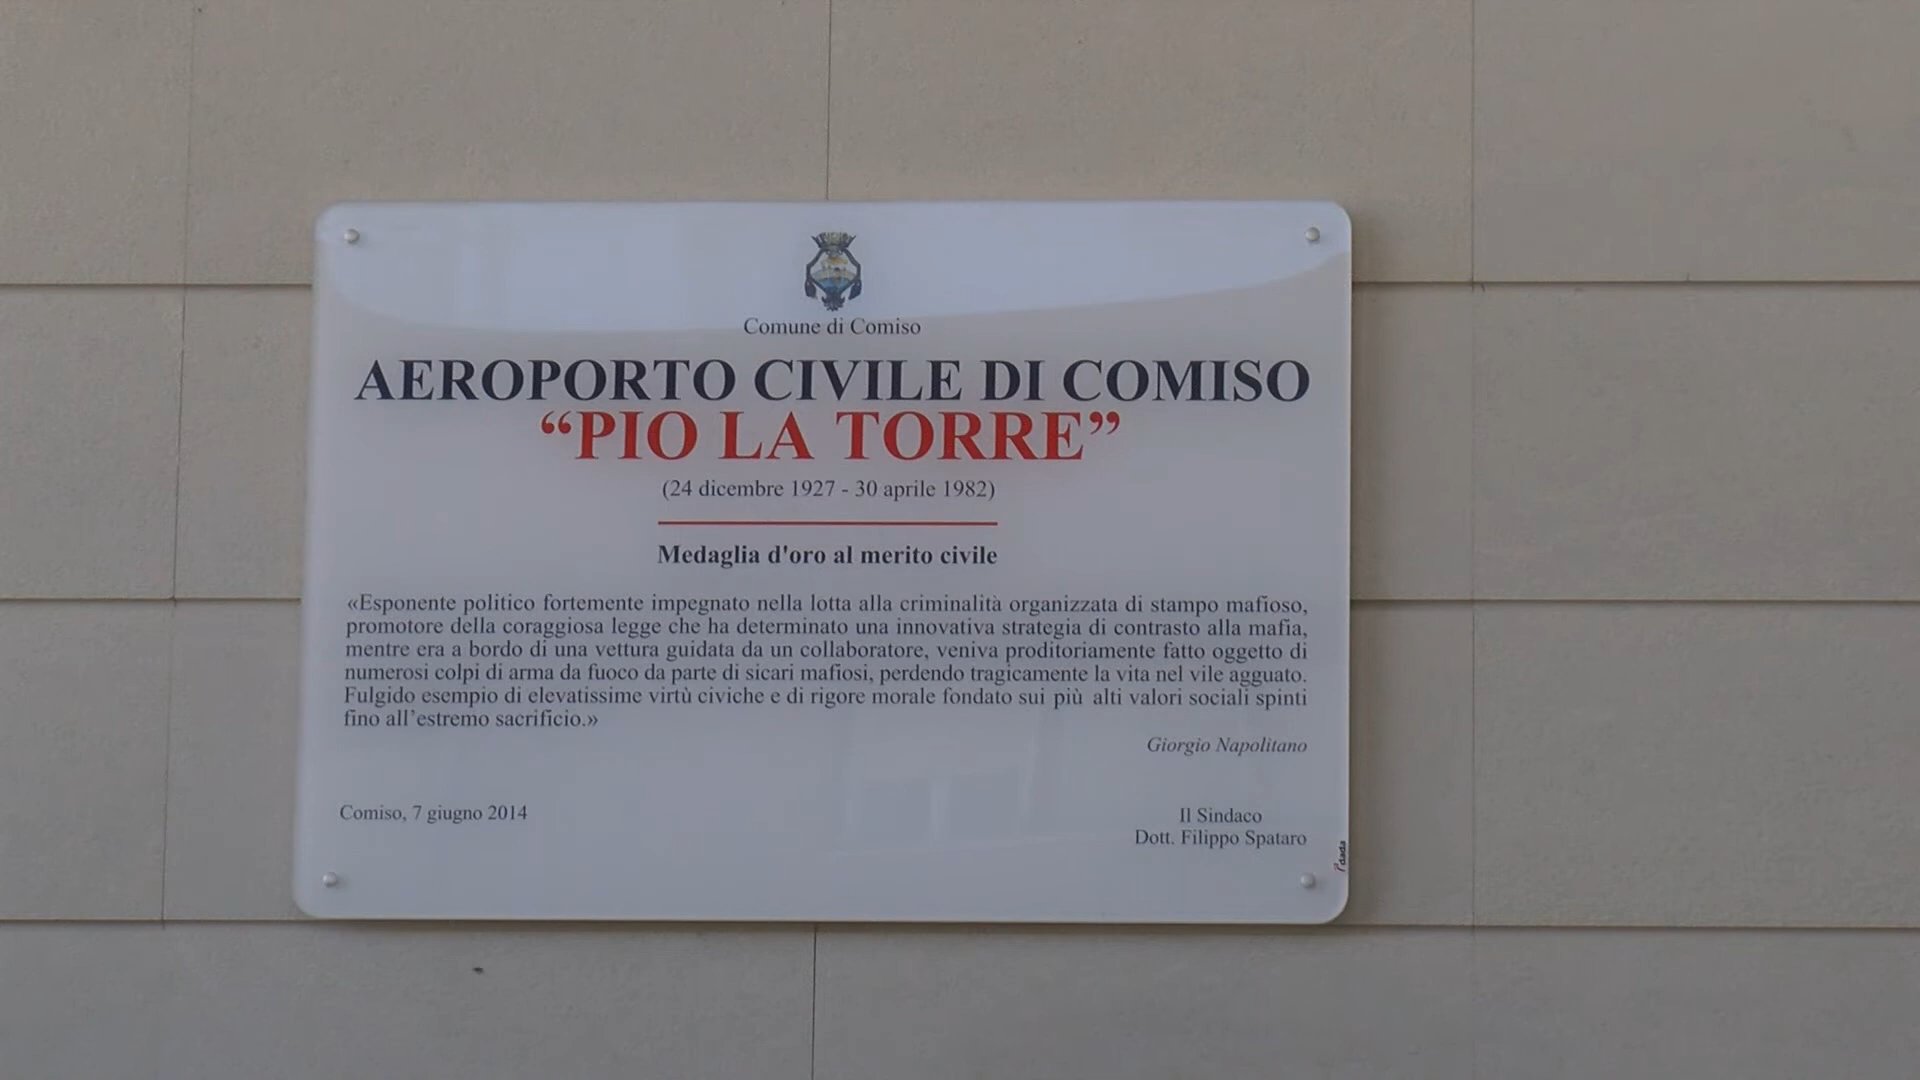 Comune di Comiso
AEROPORTO CIVILE DI COMISO
“PIO LA TORRE”
(24 dicembre 1927 - 30 aprile 1982)
Medaglia d'oro al merito civile
«Esponente politico fortemente impegnato nella lotta alla criminalità organizzata di stampo mafioso,
promotore della coraggiosa legge che ha determinato una innovativa strategia di contrasto alla mafia,
mentre era a bordo di una vettura guidata da un collaboratore, veniva proditoriamente fatto oggetto di
numerosi colpi di arma da fuoco da parte di sicari mafiosi, perdendo tragicamente la vita nel vile agguato.
Fulgido esempio di elevatissime virtù civiche e di rigore morale fondato sui più alti valori sociali spinti
fino all’estremo sacrificio.»
Giorgio Napolitano
Comiso, 7 giugno 2014
Il Sindaco
Dott. Filippo Spataro
dada